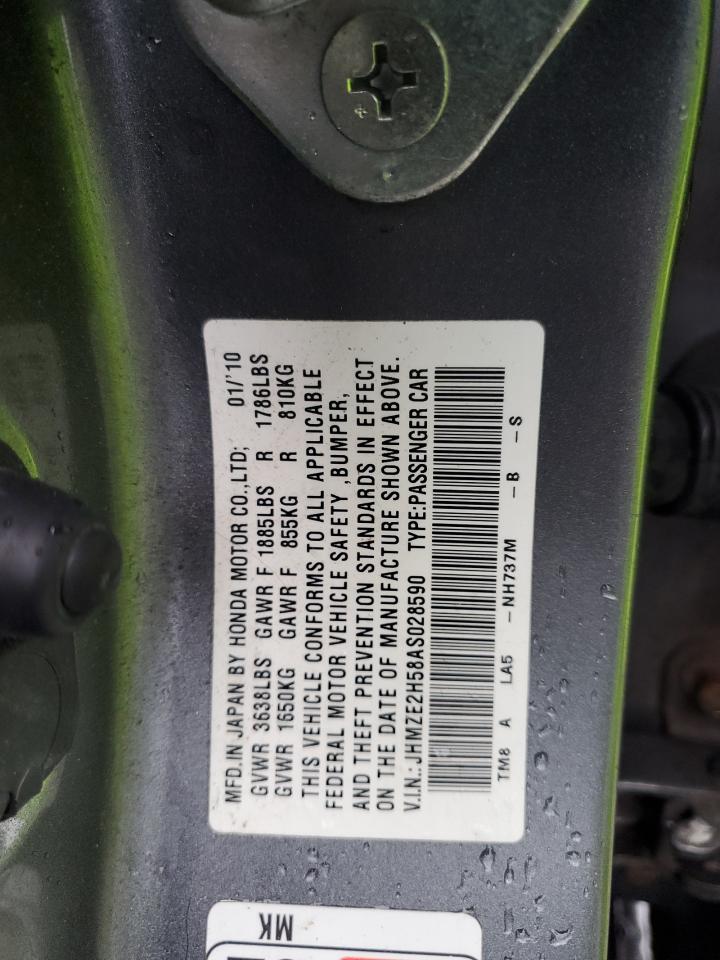 MFD.IN JAPAN BY HONDA MOTOR CO.,LTD; 01/'10
GVWR 3638LBS GAWR F 1885LBS R 1786LBS
GVWR 1650KG GAWR F 855KG R 810KG
THIS VEHICLE CONFORMS TO ALL APPLICABLE
FEDERAL MOTOR VEHICLE SAFETY ,BUMPER,
AND THEFT PREVENTION STANDARDS IN EFFECT
ON THE DATE OF MANUFACTURE SHOWN ABOVE.
V.IN.:JHMZE2H58AS028590 TYPE:PASSENGER CAR
TM8 A LA5 -NH737M -B -S
MK